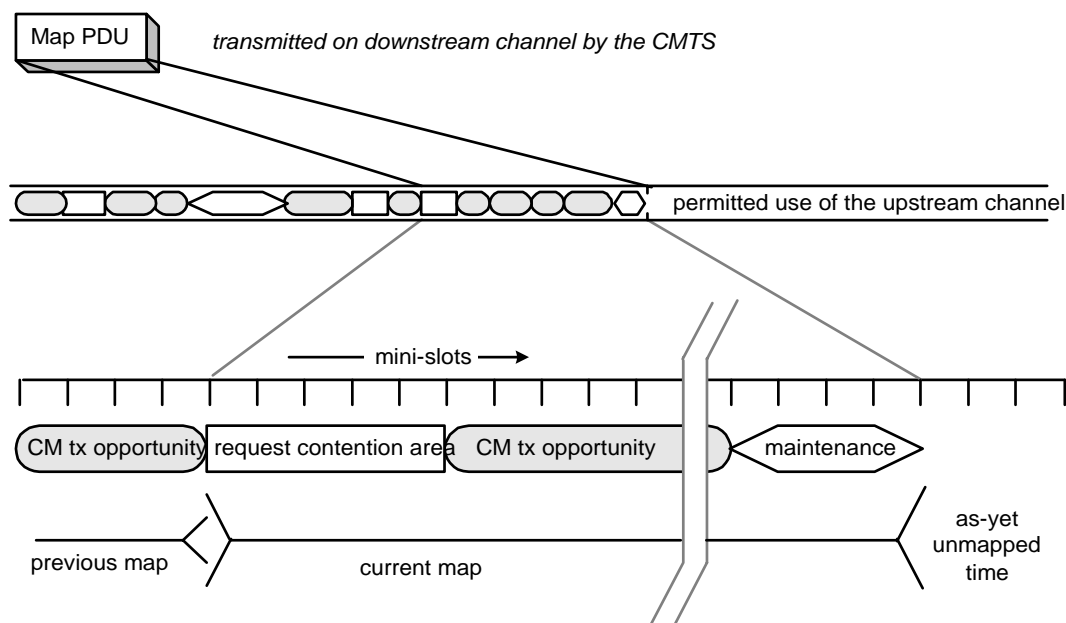 Map PDU
transmitted on downstream channel by the CMTS
permitted use of the upstream channel
mini-slots
CM tx opportunity
request contention area
CM tx opportunity
maintenance
previous map
current map
as-yet
unmapped
time